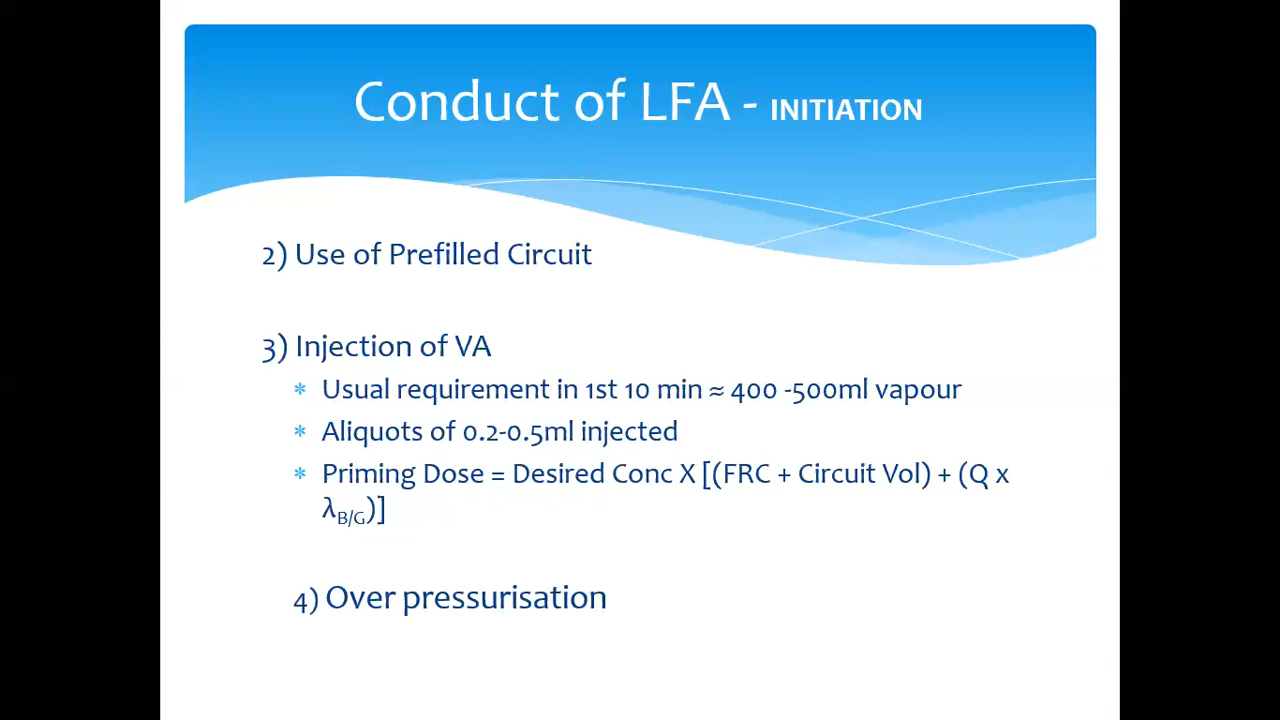 Conduct of LFA - INITIATION
2) Use of Prefilled Circuit
3) Injection of VA
* Usual requirement in 1st 10 min ≈ 400 -500ml vapour
* Aliquots of 0.2-0.5ml injected
* Priming Dose = Desired Conc X [(FRC + Circuit Vol) + (Q x
λB/G)]
4) Over pressurisation